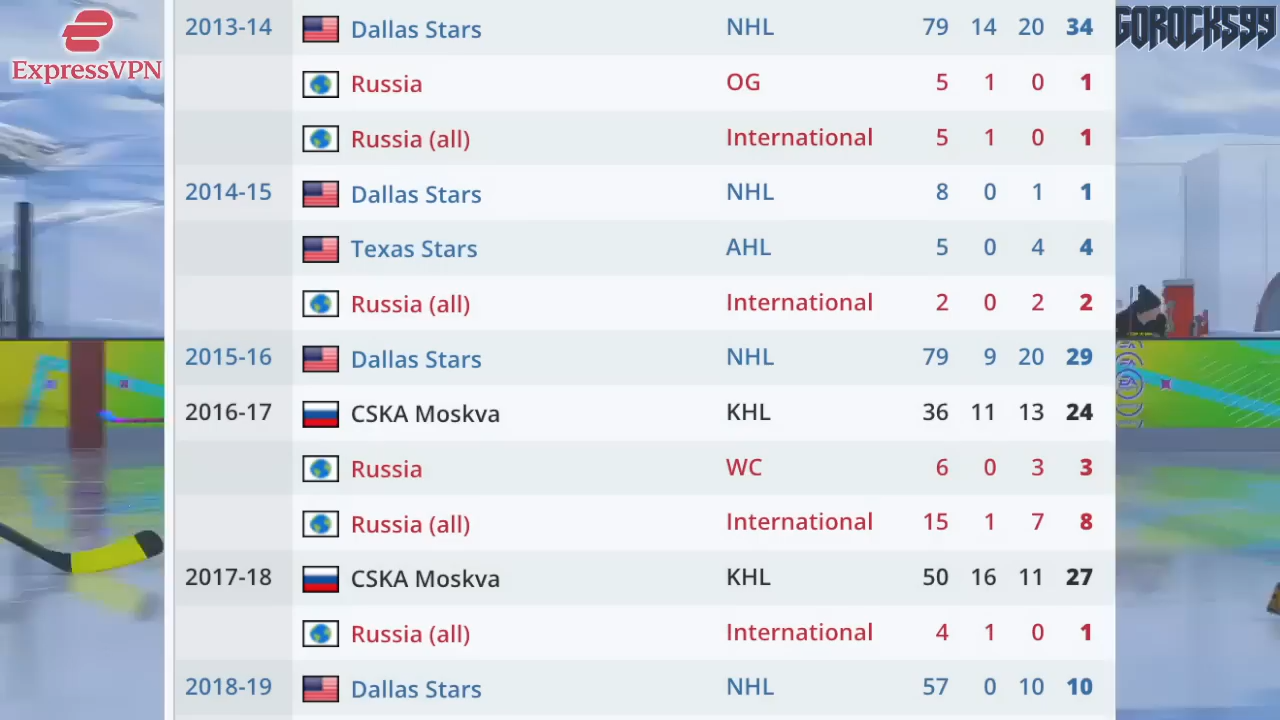 2013-14 Dallas Stars NHL 79 14 20 34
GOROCKS99
ExpressVPN
Russia OG 5 1 0 1
Russia (all) International 5 1 0 1
2014-15 Dallas Stars NHL 8 0 1 1
Texas Stars AHL 5 0 4 4
Russia (all) International 2 0 2 2
2015-16 Dallas Stars NHL 79 9 20 29
EA
EA
2016-17 CSKA Moskva KHL 36 11 13 24
Russia WC 6 0 3 3
Russia (all) International 15 1 7 8
2017-18 CSKA Moskva KHL 50 16 11 27
Russia (all) International 4 1 0 1
2018-19 Dallas Stars NHL 57 0 10 10